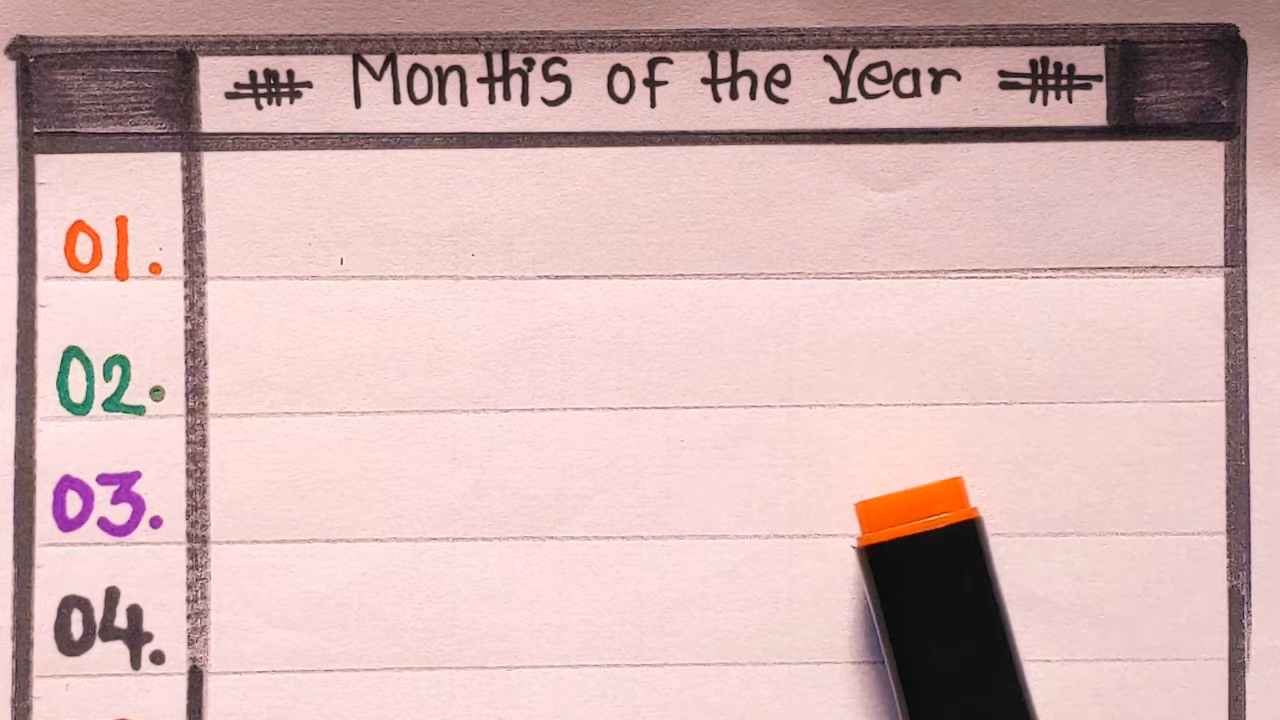 Months of the Year
01.
02.
03.
04.